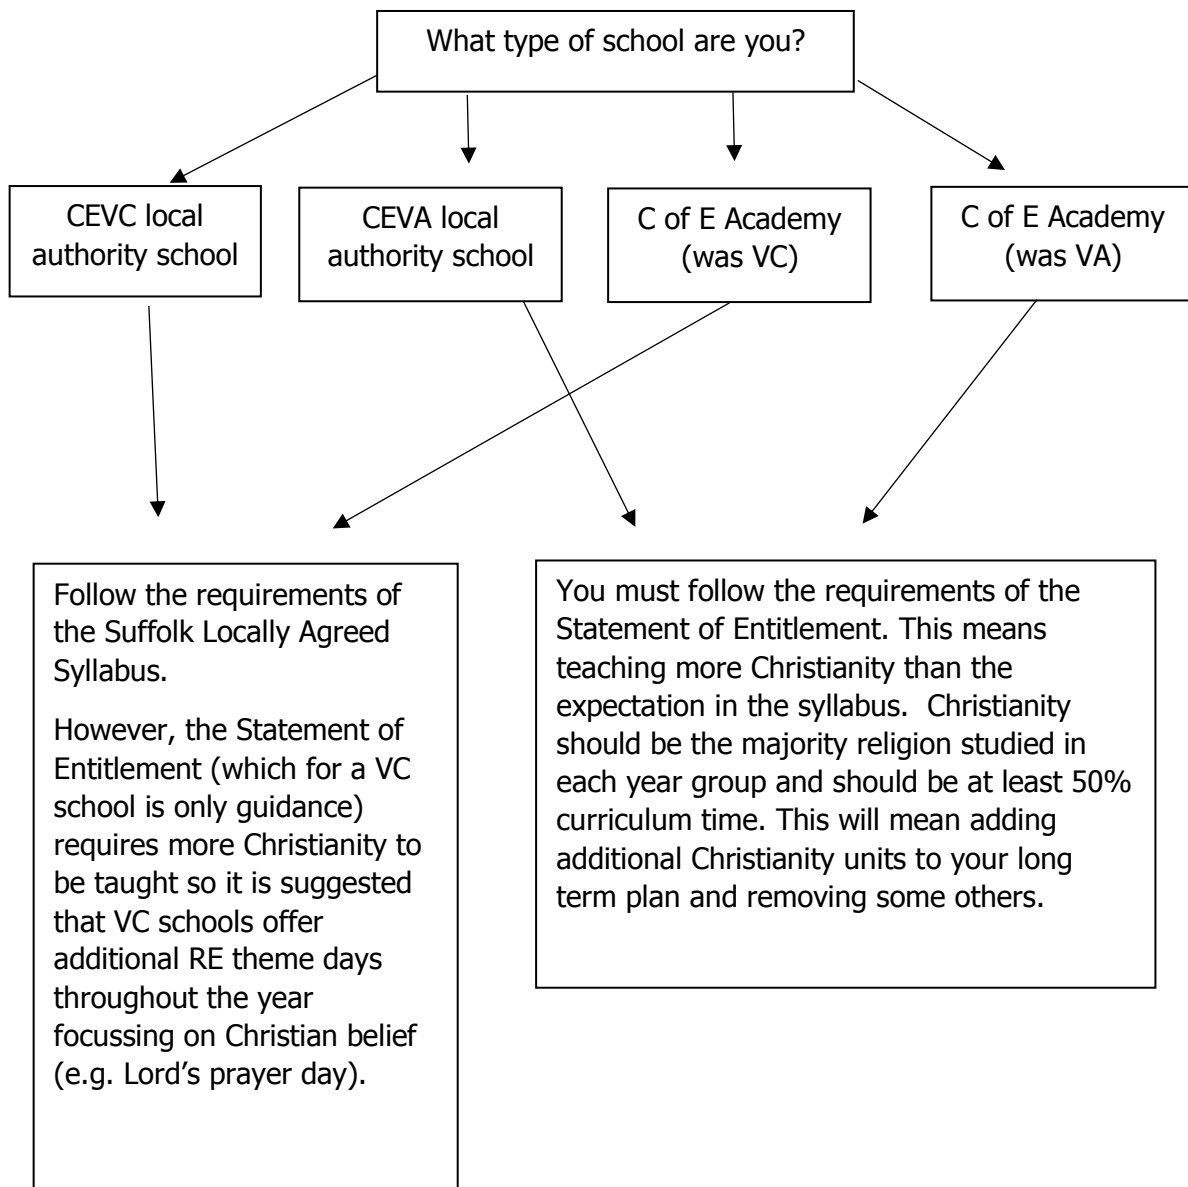 What type of school are you?
CEVC local
authority school
CEVA local
authority school
C of E Academy
(was VC)
C of E Academy
(was VA)
Follow the requirements of
the Suffolk Locally Agreed
Syllabus.
However, the Statement of
Entitlement (which for a VC
school is only guidance)
requires more Christianity to
be taught so it is suggested
that VC schools offer
additional RE theme days
throughout the year
focussing on Christian belief
(e.g. Lord’s prayer day).
You must follow the requirements of the
Statement of Entitlement. This means
teaching more Christianity than the
expectation in the syllabus.  Christianity
should be the majority religion studied in
each year group and should be at least 50%
curriculum time. This will mean adding
additional Christianity units to your long
term plan and removing some others.